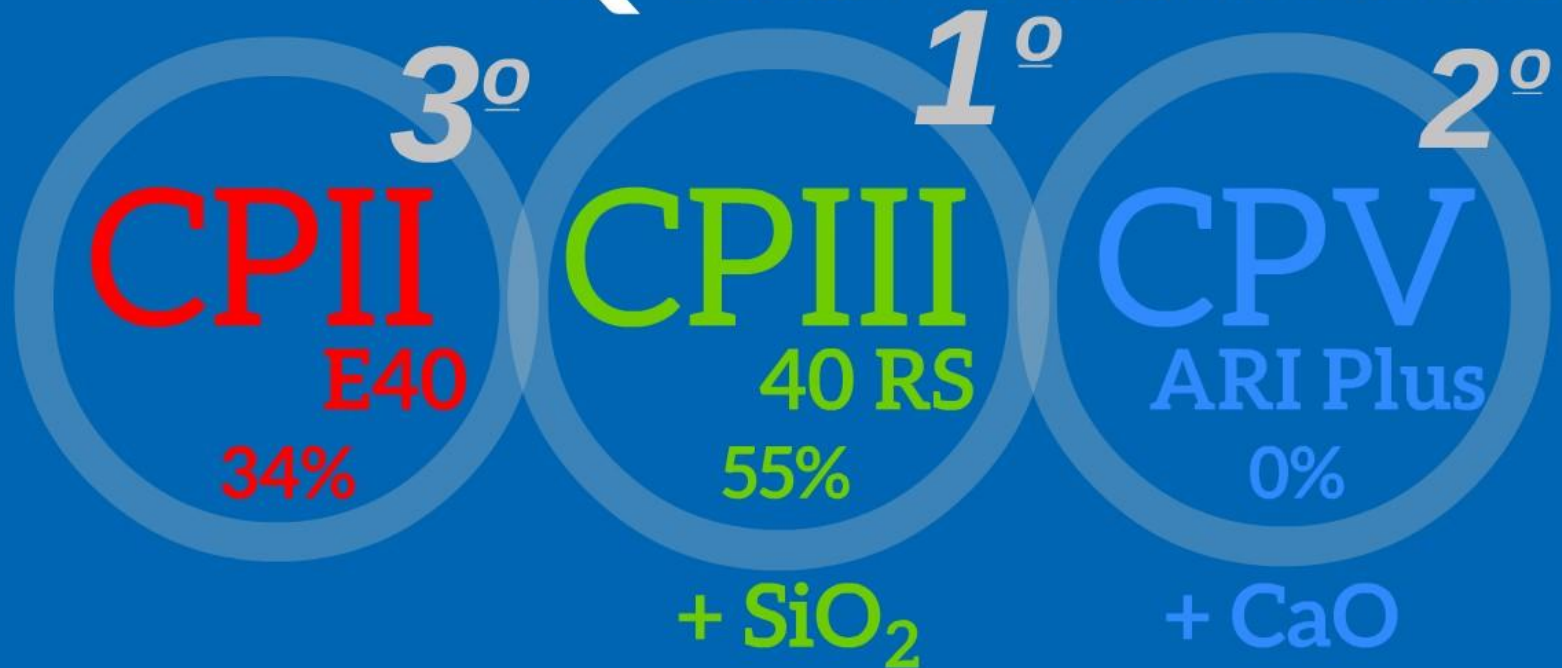 3º
1º
2º
CPII
E40
34%
CPIII
40 RS
55%
+ SiO₂
CPV
ARI Plus
0%
+ CaO